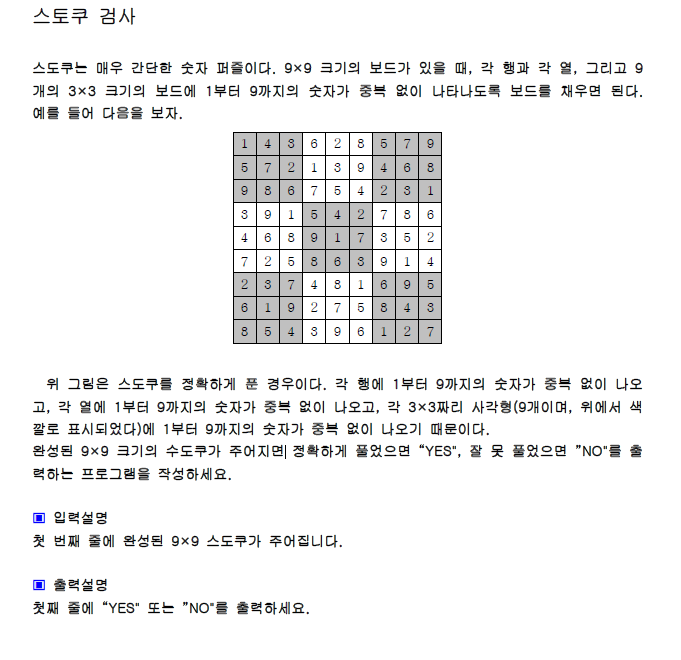 스토쿠 검사
스도쿠는 매우 간단한 숫자 퍼즐이다. 9×9 크기의 보드가 있을 때, 각 행과 각 열, 그리고 9
개의 3×3 크기의 보드에 1부터 9까지의 숫자가 중복 없이 나타나도록 보드를 채우면 된다.
예를 들어 다음을 보자.
1 4 3 6 2 8 5 7 9
5 7 2 1 3 9 4 6 8
9 8 6 7 5 4 2 3 1
3 9 1 5 4 2 7 8 6
4 6 8 9 1 7 3 5 2
7 2 5 8 6 3 9 1 4
2 3 7 4 8 1 6 9 5
6 1 9 2 7 5 8 4 3
8 5 4 3 9 6 1 2 7
위 그림은 스도쿠를 정확하게 푼 경우이다. 각 행에 1부터 9까지의 숫자가 중복 없이 나오
고, 각 열에 1부터 9까지의 숫자가 중복 없이 나오고, 각 3×3짜리 사각형(9개이며, 위에서 색
깔로 표시되었다)에 1부터 9까지의 숫자가 중복 없이 나오기 때문이다.
완성된 9×9 크기의 수도쿠가 주어지면 정확하게 풀었으면 “YES", 잘 못 풀었으면 ”NO"를 출
력하는 프로그램을 작성하세요.
▣ 입력설명
첫 번째 줄에 완성된 9×9 스도쿠가 주어집니다.
▣ 출력설명
첫째 줄에 “YES" 또는 ”NO"를 출력하세요.